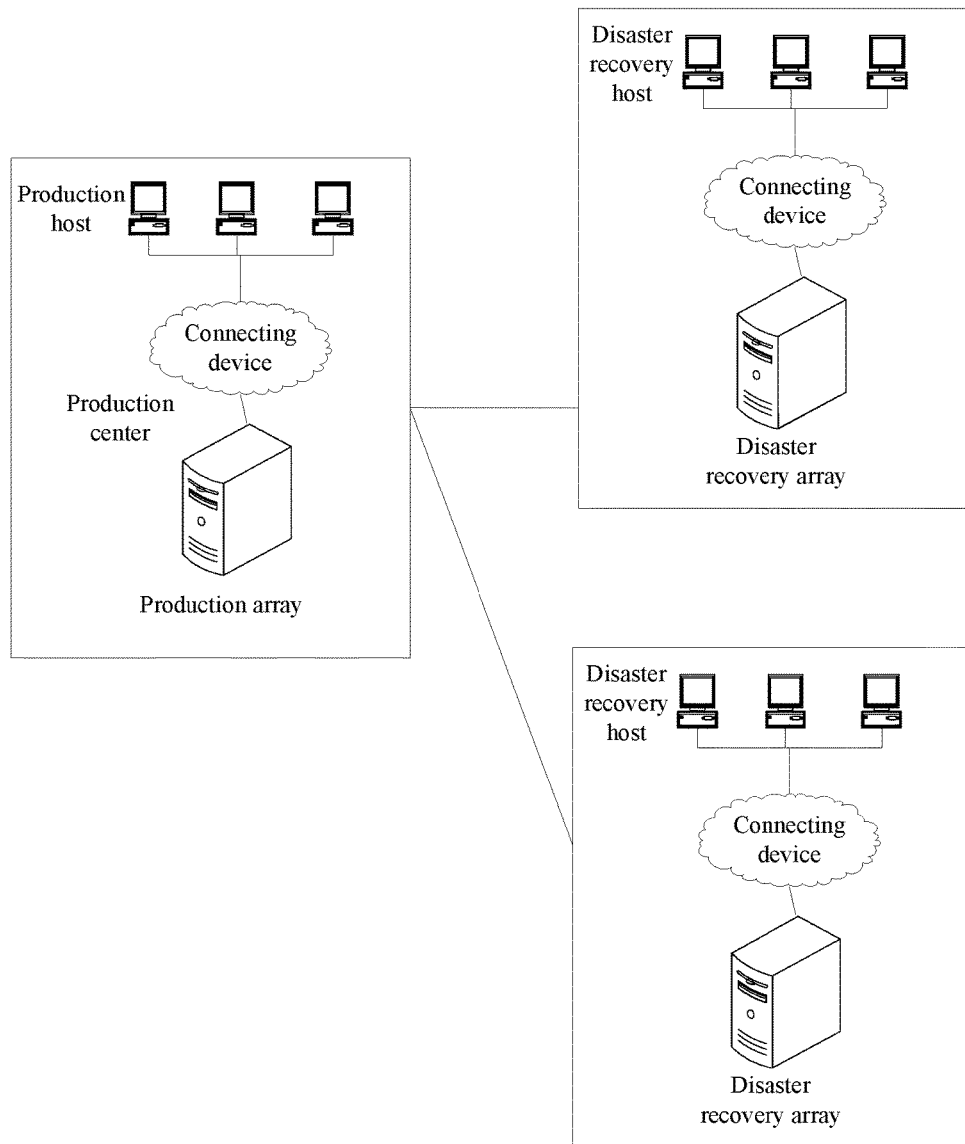 Production
host
Connecting
device
Production
center
Production array
Disaster
recovery
host
Connecting
device
Disaster
recovery array
Disaster
recovery
host
Connecting
device
Disaster
recovery array